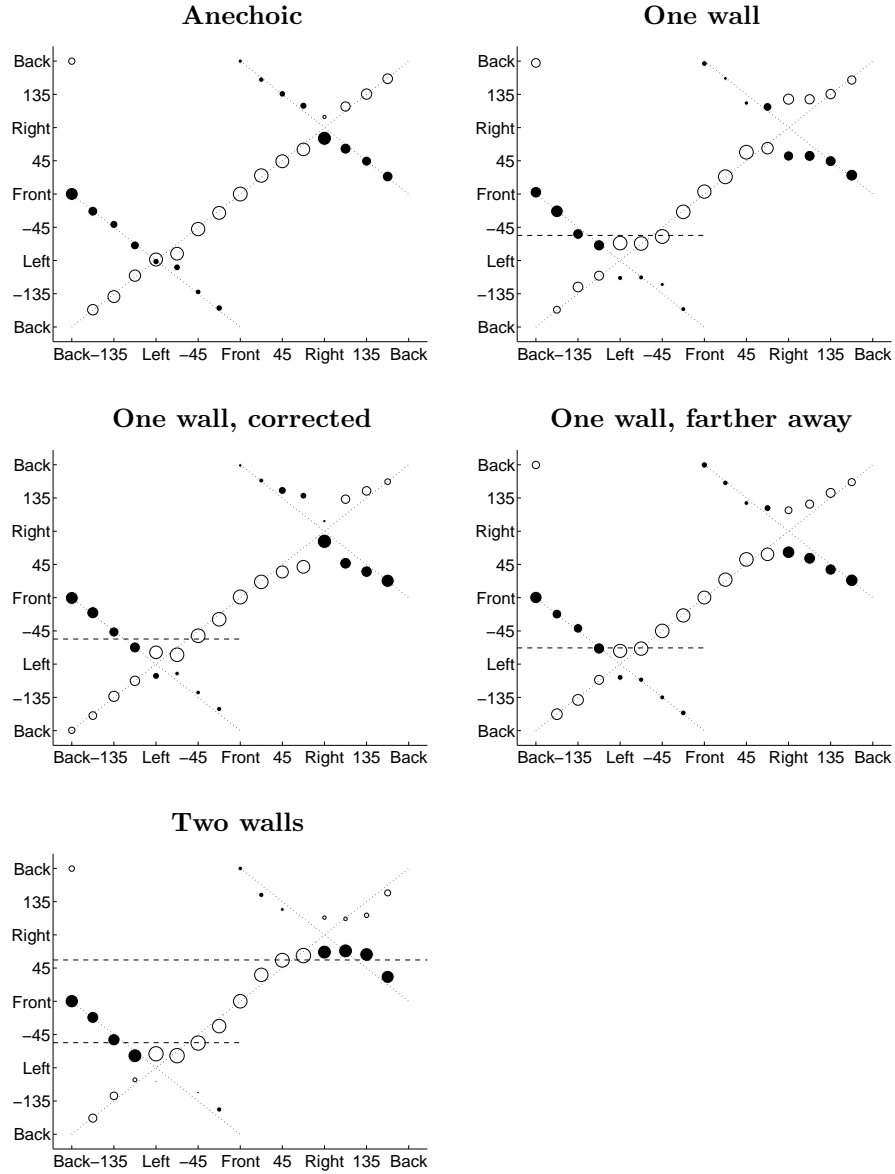 Anechoic
Back
135
Right
45
Front
−45
Left
−135
Back
Back−135 Left −45 Front 45 Right 135 Back
One wall
Back
135
Right
45
Front
−45
Left
−135
Back
Back−135 Left −45 Front 45 Right 135 Back
One wall, corrected
Back
135
Right
45
Front
−45
Left
−135
Back
Back−135 Left −45 Front 45 Right 135 Back
One wall, farther away
Back
135
Right
45
Front
−45
Left
−135
Back
Back−135 Left −45 Front 45 Right 135 Back
Two walls
Back
135
Right
45
Front
−45
Left
−135
Back
Back−135 Left −45 Front 45 Right 135 Back